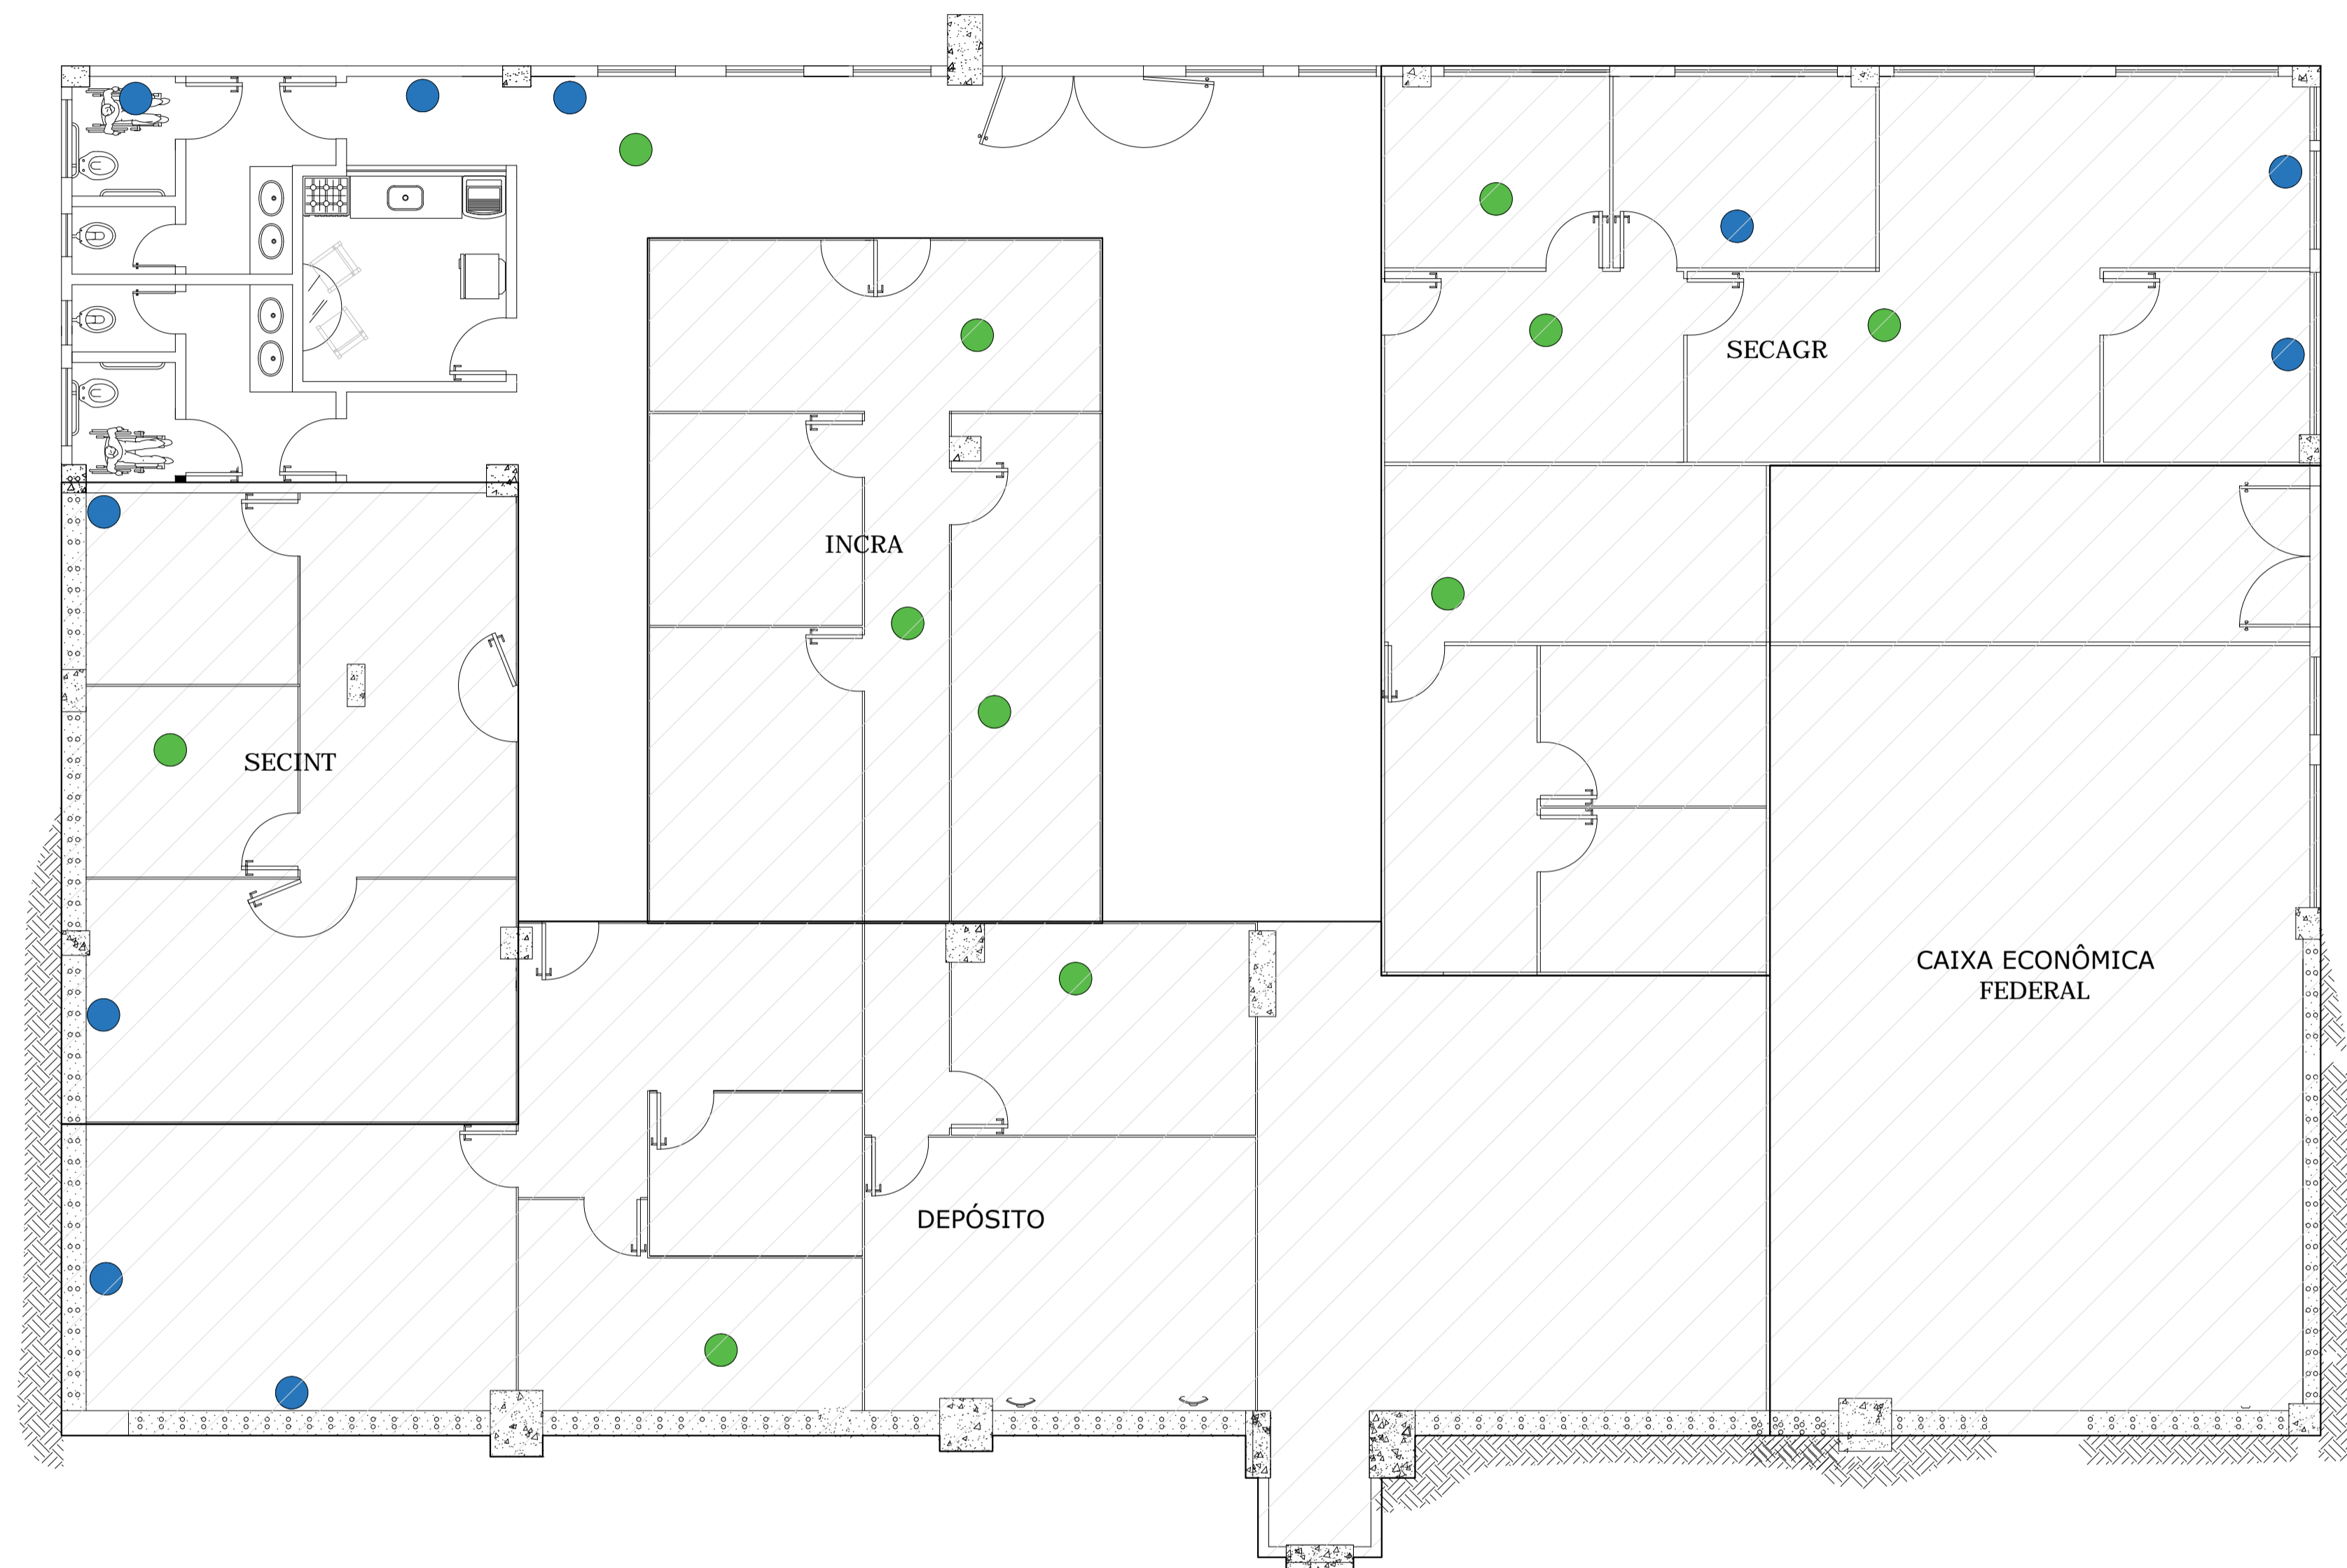 SECAGR
INCRA
SECINT
CAIXA ECONÔMICA
FEDERAL
DEPÓSITO